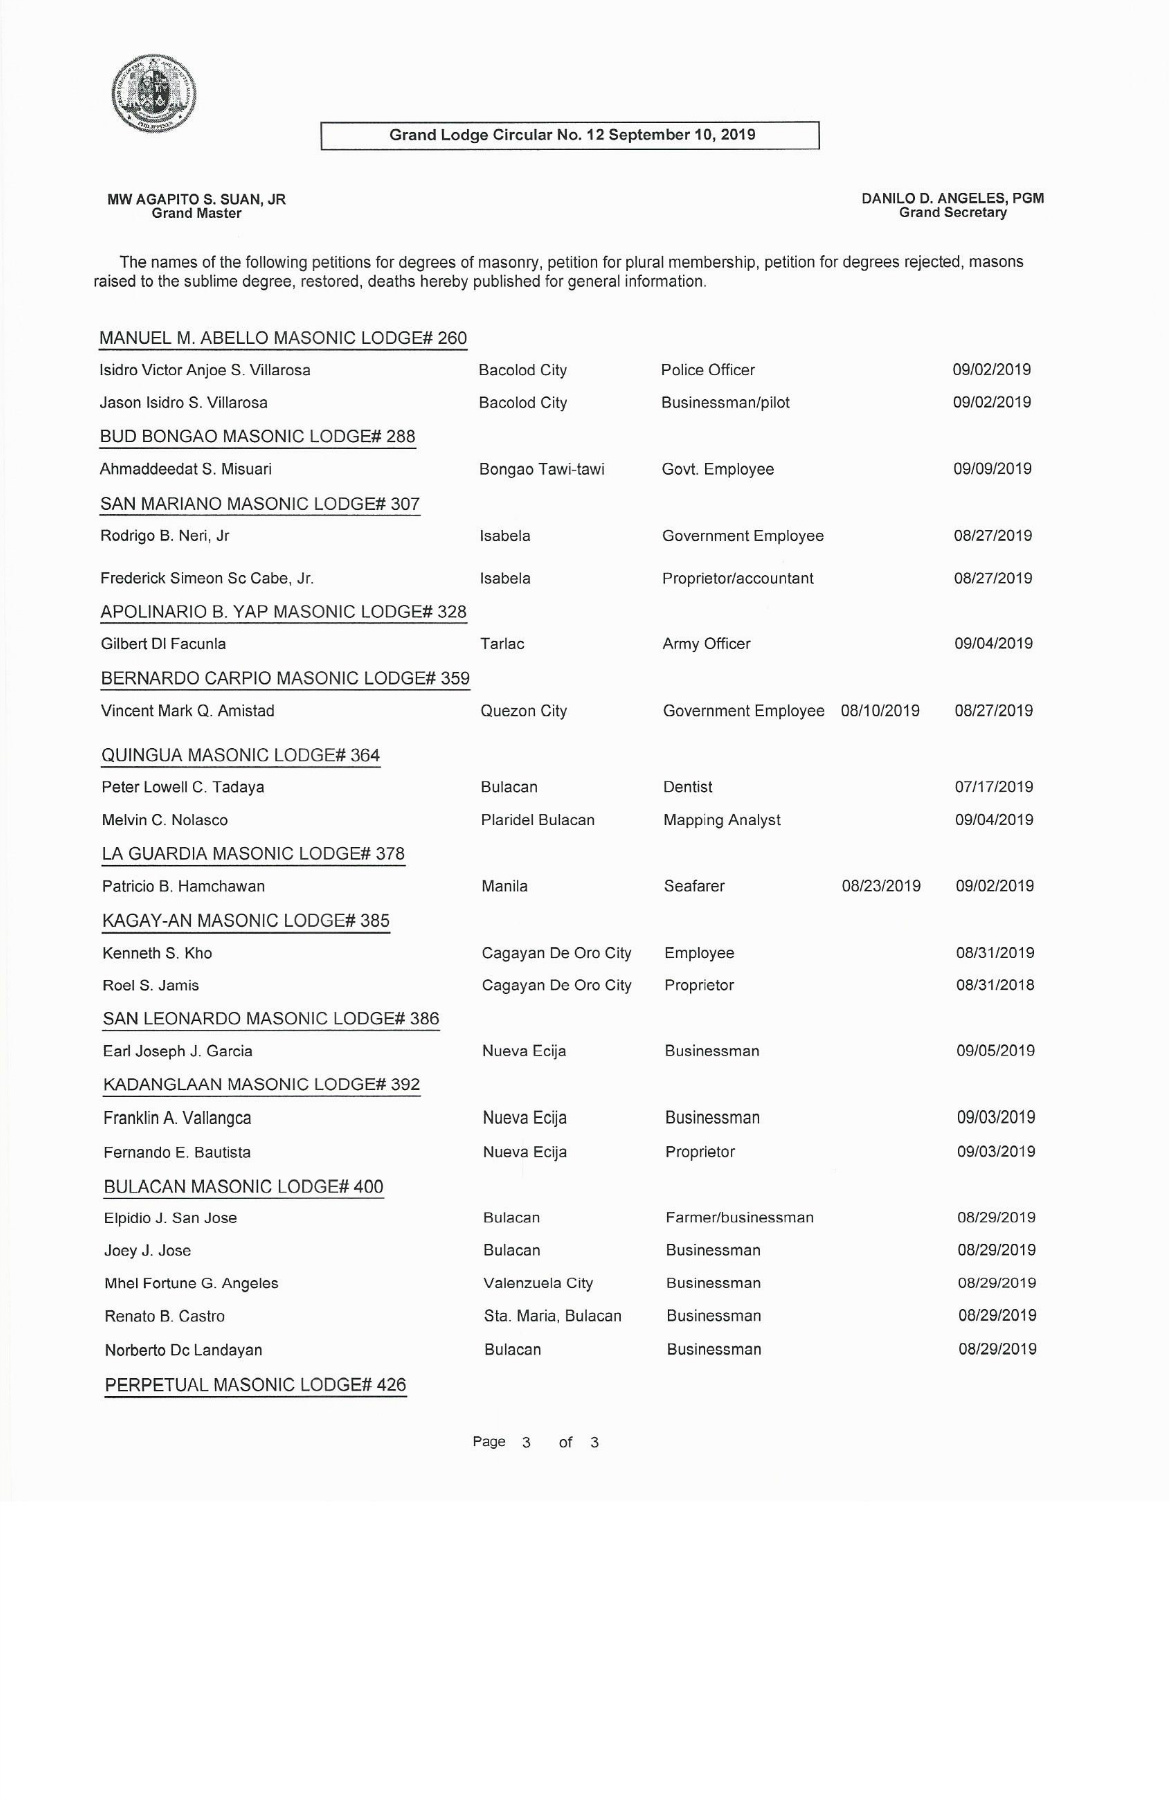 PHILIPPINES
Grand Lodge Circular No. 12 September 10, 2019
MW AGAPITO S. SUAN, JR DANILO D. ANGELES, PGM
Grand Master Grand Secretary
The names of the following petitions for degrees of masonry, petition for plural membership, petition for degrees rejected, masons
raised to the sublime degree, restored, deaths hereby published for general information.
MANUEL M. ABELLO MASONIC LODGE# 260
Isidro Victor Anjoe S. Villarosa Bacolod City Police Officer 09/02/2019
Jason Isidro S. Villarosa Bacolod City Businessman/pilot 09/02/2019
BUD BONGAO MASONIC LODGE# 288
Ahmaddeedat S. Misuari Bongao Tawi-tawi Govt. Employee 09/09/2019
SAN MARIANO MASONIC LODGE# 307
Rodrigo B. Neri, Jr Isabela Government Employee 08/27/2019
Frederick Simeon Sc Cabe, Jr. Isabela Proprietor/accountant 08/27/2019
APOLINARIO B. YAP MASONIC LODGE# 328
Gilbert Dl Facunla Tarlac Army Officer 09/04/2019
BERNARDO CARPIO MASONIC LODGE# 359
Vincent Mark Q. Amistad Quezon City Government Employee 08/10/2019 08/27/2019
QUINGUA MASONIC LODGE# 364
Peter Lowell C. Tadaya Bulacan Dentist 07/17/2019
Melvin C. Nolasco Plaridel Bulacan Mapping Analyst 09/04/2019
LA GUARDIA MASONIC LODGE# 378
Patricio B. Hamchawan Manila Seafarer 08/23/2019 09/02/2019
KAGAY-AN MASONIC LODGE# 385
Kenneth S. Kho Cagayan De Oro City Employee 08/31/2019
Roel S. Jamis Cagayan De Oro City Proprietor 08/31/2018
SAN LEONARDO MASONIC LODGE# 386
Earl Joseph J. Garcia Nueva Ecija Businessman 09/05/2019
KADANGLAAN MASONIC LODGE# 392
Franklin A. Vallangca Nueva Ecija Businessman 09/03/2019
Fernando E. Bautista Nueva Ecija Proprietor 09/03/2019
BULACAN MASONIC LODGE# 400
Elpidio J. San Jose Bulacan Farmer/businessman 08/29/2019
Joey J. Jose Bulacan Businessman 08/29/2019
Mhel Fortune G. Angeles Valenzuela City Businessman 08/29/2019
Renato B. Castro Sta. Maria, Bulacan Businessman 08/29/2019
Norberto Dc Landayan Bulacan Businessman 08/29/2019
PERPETUAL MASONIC LODGE# 426
Page 3 of 3